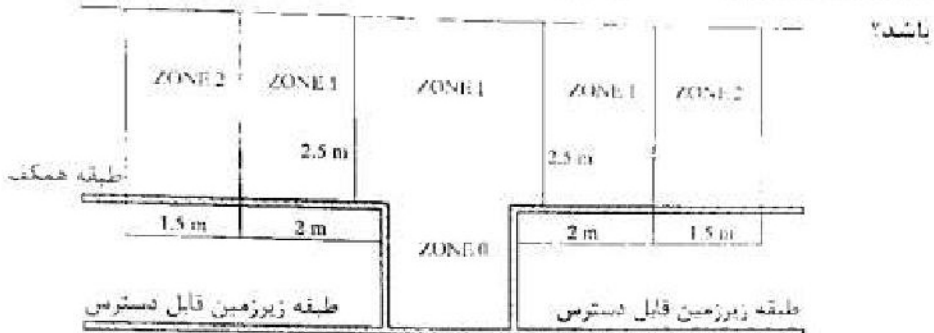 باشد؟
ZONE 2 ZONE 1 ZONE 1 ZONE 1 ZONE 2
2.5 m 2.5 m
طبقه همکف
1.5 m 2 m 2 m 1.5 m
ZONE 0
طبقه زیرزمین قابل دسترس طبقه زیرزمین قابل دسترس